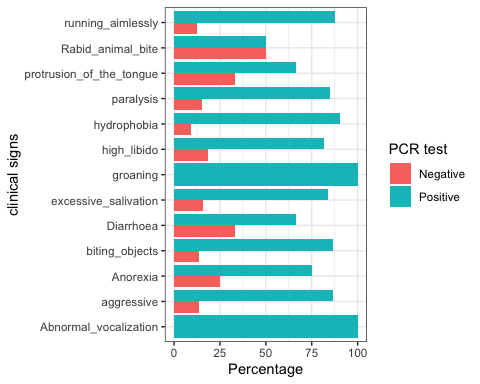 running_aimlessly
Rabid_animal_bite
protrusion_of_the_tongue
paralysis
hydrophobia
high_libido
groaning
excessive_salivation
Diarrhoea
biting_objects
Anorexia
aggressive
Abnormal_vocalization
clinical signs
0 25 50 75 100
Percentage
PCR test
Negative
Positive